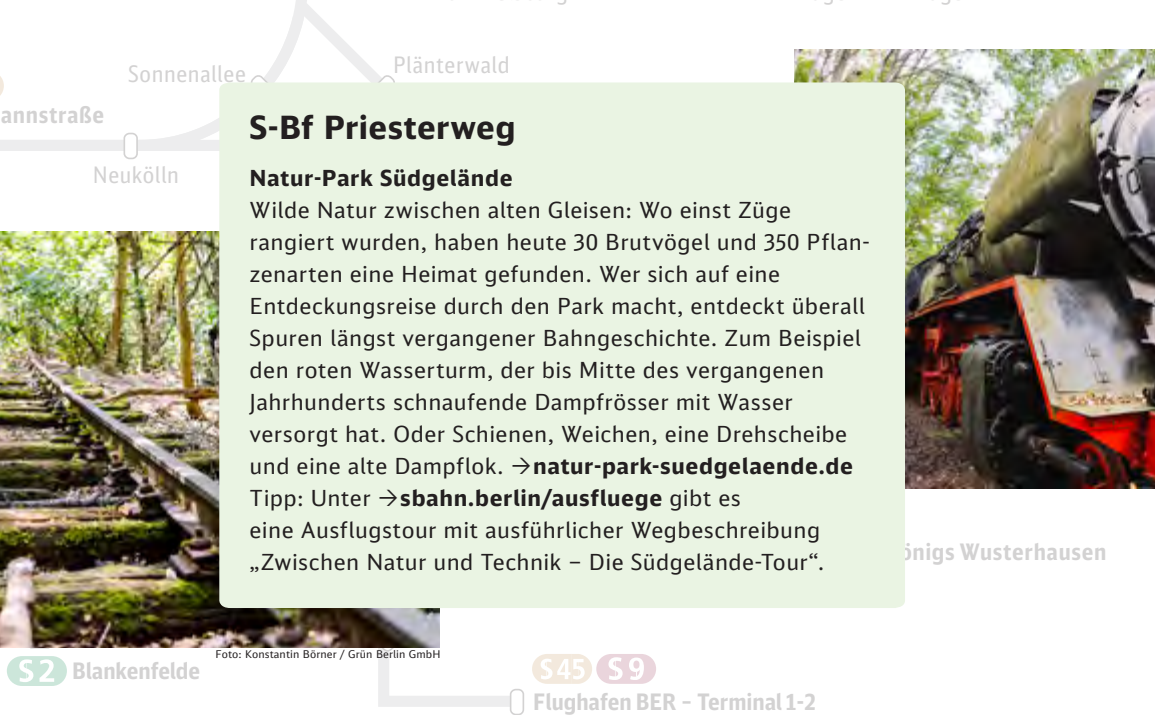 Sonnenallee
Plänterwald
annstraße
Neukölln
S-Bf Priesterweg
Natur-Park Südgelände
Wilde Natur zwischen alten Gleisen: Wo einst Züge
rangiert wurden, haben heute 30 Brutvögel und 350 Pflan-
zenarten eine Heimat gefunden. Wer sich auf eine
Entdeckungsreise durch den Park macht, entdeckt überall
Spuren längst vergangener Bahngeschichte. Zum Beispiel
den roten Wasserturm, der bis Mitte des vergangenen
Jahrhunderts schnaufende Dampfrösser mit Wasser
versorgt hat. Oder Schienen, Weichen, eine Drehscheibe
und eine alte Dampflok. →natur-park-suedgelaende.de
Tipp: Unter →sbahn.berlin/ausfluege gibt es
eine Ausflugstour mit ausführlicher Wegbeschreibung
„Zwischen Natur und Technik – Die Südgelände-Tour“.
önigs Wusterhausen
Foto: Konstantin Börner / Grün Berlin GmbH
S2 Blankenfelde
S45 S9
Flughafen BER – Terminal 1-2